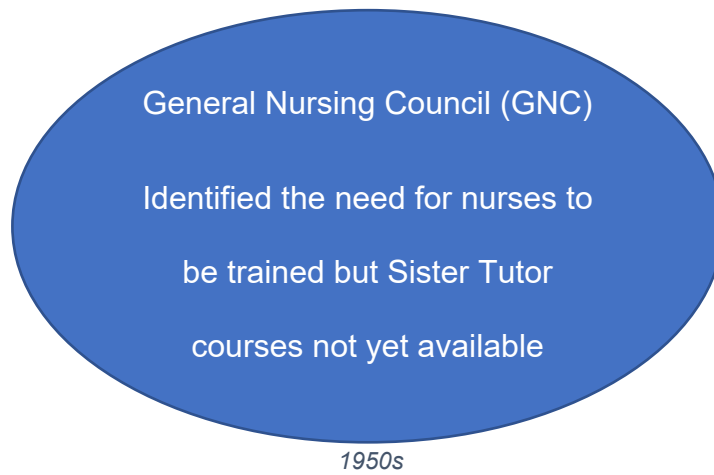 General Nursing Council (GNC)
Identified the need for nurses to
be trained but Sister Tutor
courses not yet available
1950s